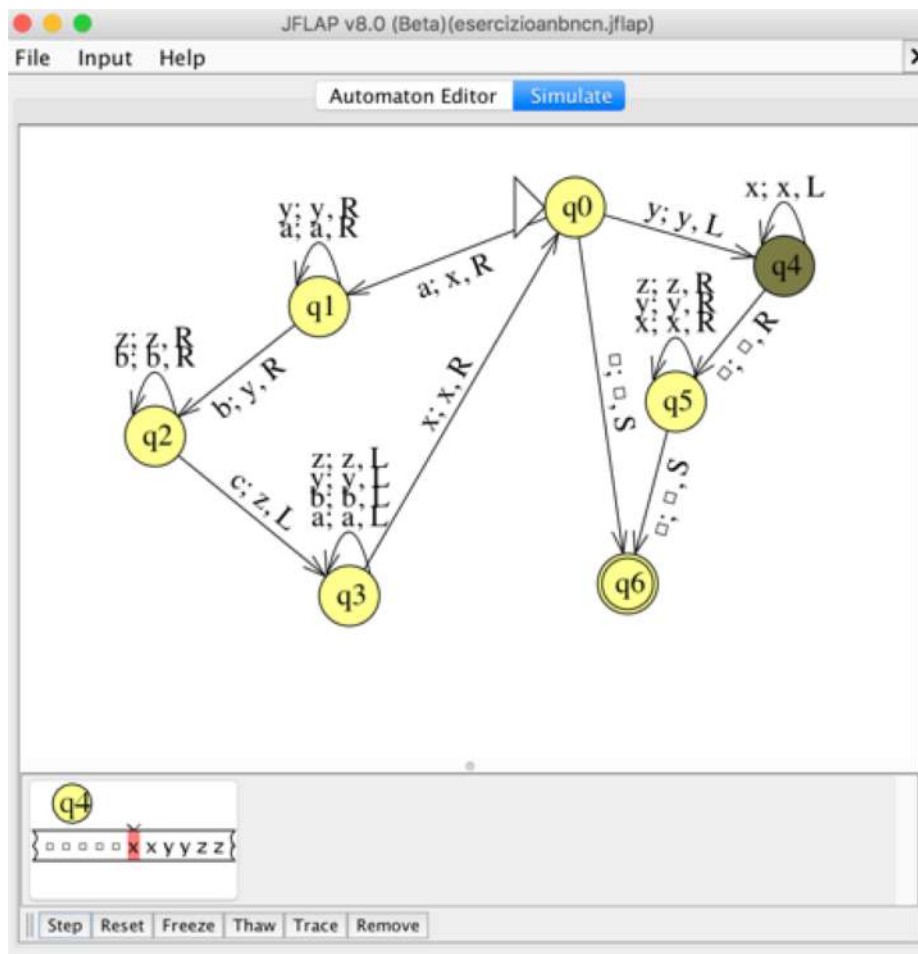 JFLAP v8.0 (Beta)(esercizioanbncn.jflap)
File Input Help
Automaton Editor Simulate
q0
x; x, L
y; y, L
q4
y; y, R
a; a, R
a; x, R
q1
z; z, R
y; y, R
x; x, R
□; □, R
z; z, R
b; b, R
b; y, R
x; x, R
□; □, S
q5
q2
c; z, L
z; z, L
y; y, L
b; b, L
a; a, L
□; □, S
q3
q6
q4
□ □ □ □ □ x x y y z z
Step Reset Freeze Thaw Trace Remove